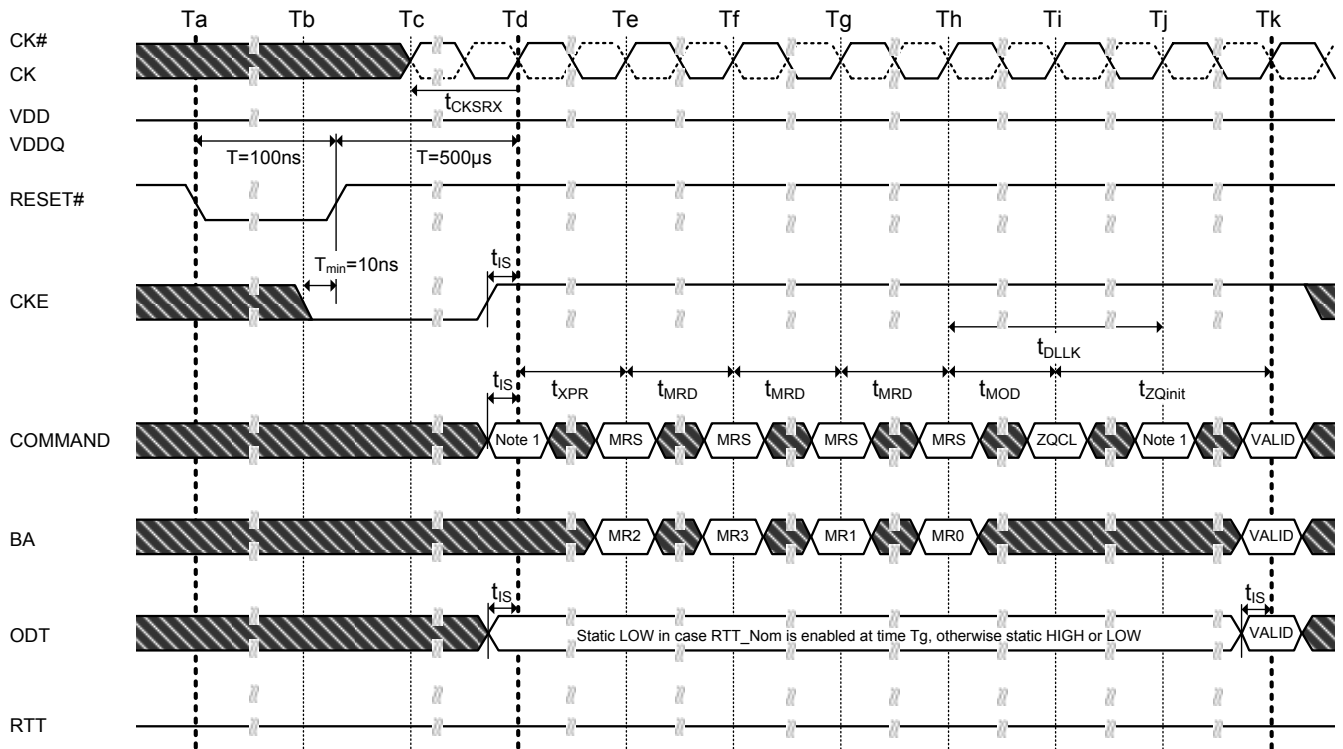 Ta Tb Tc Td Te Tf Tg Th Ti Tj Tk
CK#
CK
tCKSRX
VDD
VDDQ
T=100ns T=500µs
RESET#
Tmin=10ns tIS
CKE
tDLLK
tIS tXPR tMRD tMRD tMRD tMOD tZQinit
COMMAND Note 1 MRS MRS MRS MRS ZQCL Note 1 VALID
BA MR2 MR3 MR1 MR0 VALID
tIS tIS
ODT Static LOW in case RTT_Nom is enabled at time Tg, otherwise static HIGH or LOW VALID
RTT